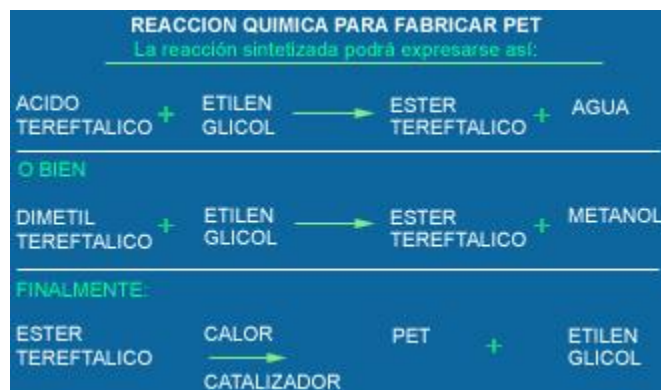 REACCION QUIMICA PARA FABRICAR PET
La reacción sintetizada podrá expresarse así:
ACIDO TEREFTALICO + ETILEN GLICOL → ESTER TEREFTALICO + AGUA
O BIEN
DIMETIL TEREFTALICO + ETILEN GLICOL → ESTER TEREFTALICO + METANOL
FINALMENTE:
ESTER TEREFTALICO CALOR → CATALIZADOR PET + ETILEN GLICOL